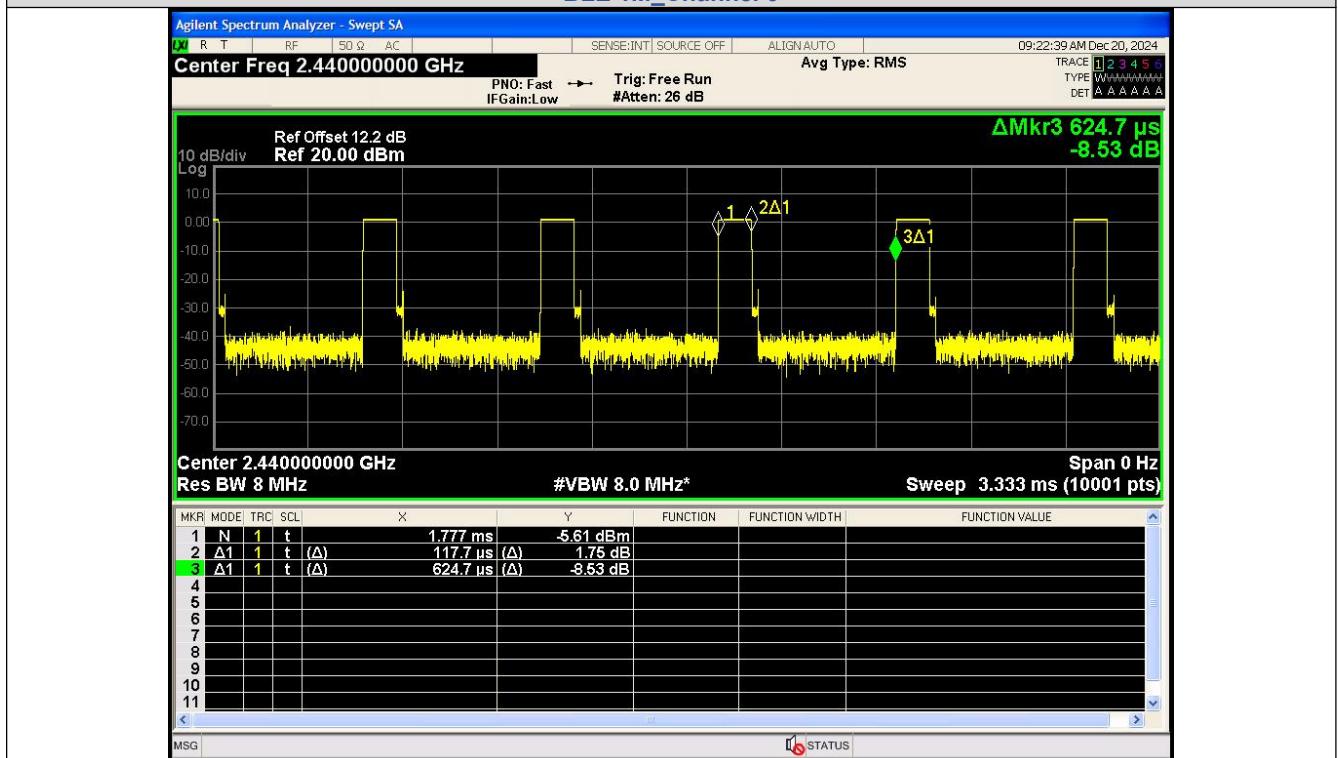 Agilent Spectrum Analyzer - Swept SA
LXI R T RF 50 Ω AC SENSE:INT SOURCE OFF ALIGN AUTO 09:22:39 AM Dec 20, 2024
Center Freq 2.440000000 GHz Avg Type: RMS TRACE 1 2 3 4 5 6
PNO: Fast Trig: Free Run TYPE WWWWWW
IFGain:Low #Atten: 26 dB DET A A A A A A
ΔMkr3 624.7 µs
Ref Offset 12.2 dB
10 dB/div Ref 20.00 dBm -8.53 dB
Log
10.0
0.00
-10.0
-20.0
-30.0
-40.0
-50.0
-60.0
-70.0
1 2Δ1
3Δ1
Center 2.440000000 GHz Span 0 Hz
Res BW 8 MHz #VBW 8.0 MHz* Sweep 3.333 ms (10001 pts)
MKR MODE TRC SCL X Y FUNCTION FUNCTION WIDTH FUNCTION VALUE
1 N 1 t 1.777 ms -5.61 dBm
2 Δ1 1 t (Δ) 117.7 µs (Δ) 1.75 dB
3 Δ1 1 t (Δ) 624.7 µs (Δ) -8.53 dB
4
5
6
7
8
9
10
11
MSG STATUS